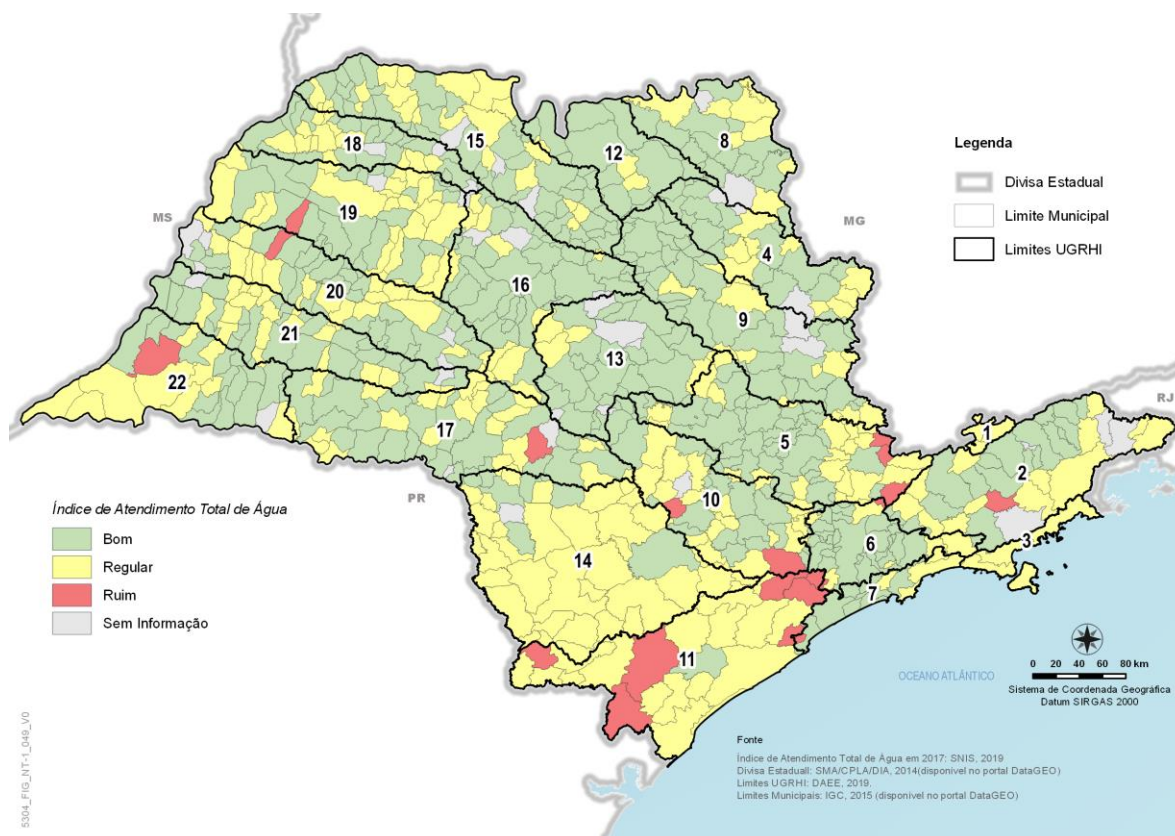 15
18
12
8
Legenda
Divisa Estadual
Limite Municipal
Limites UGRHI
MS
19
MG
4
16
20
9
21
13
22
RJ
1
17
5
2
PR
10
Índice de Atendimento Total de Água
Bom
Regular
Ruim
Sem Informação
3
6
14
7
11
OCEANO ATLÂNTICO
0 20 40 60 80 km
Sistema de Coordenada Geográfica
Datum SIRGAS 2000
Fonte
Índice de Atendimento Total de Água em 2017: SNIS, 2019
Divisa Estaduall: SMA/CPLA/DIA, 2014(disponível no portal DataGEO)
Limites UGRHI: DAEE, 2019.
Limites Municipais: IGC, 2015 (disponível no portal DataGEO)
5304_FIG_NT-1_049_V0